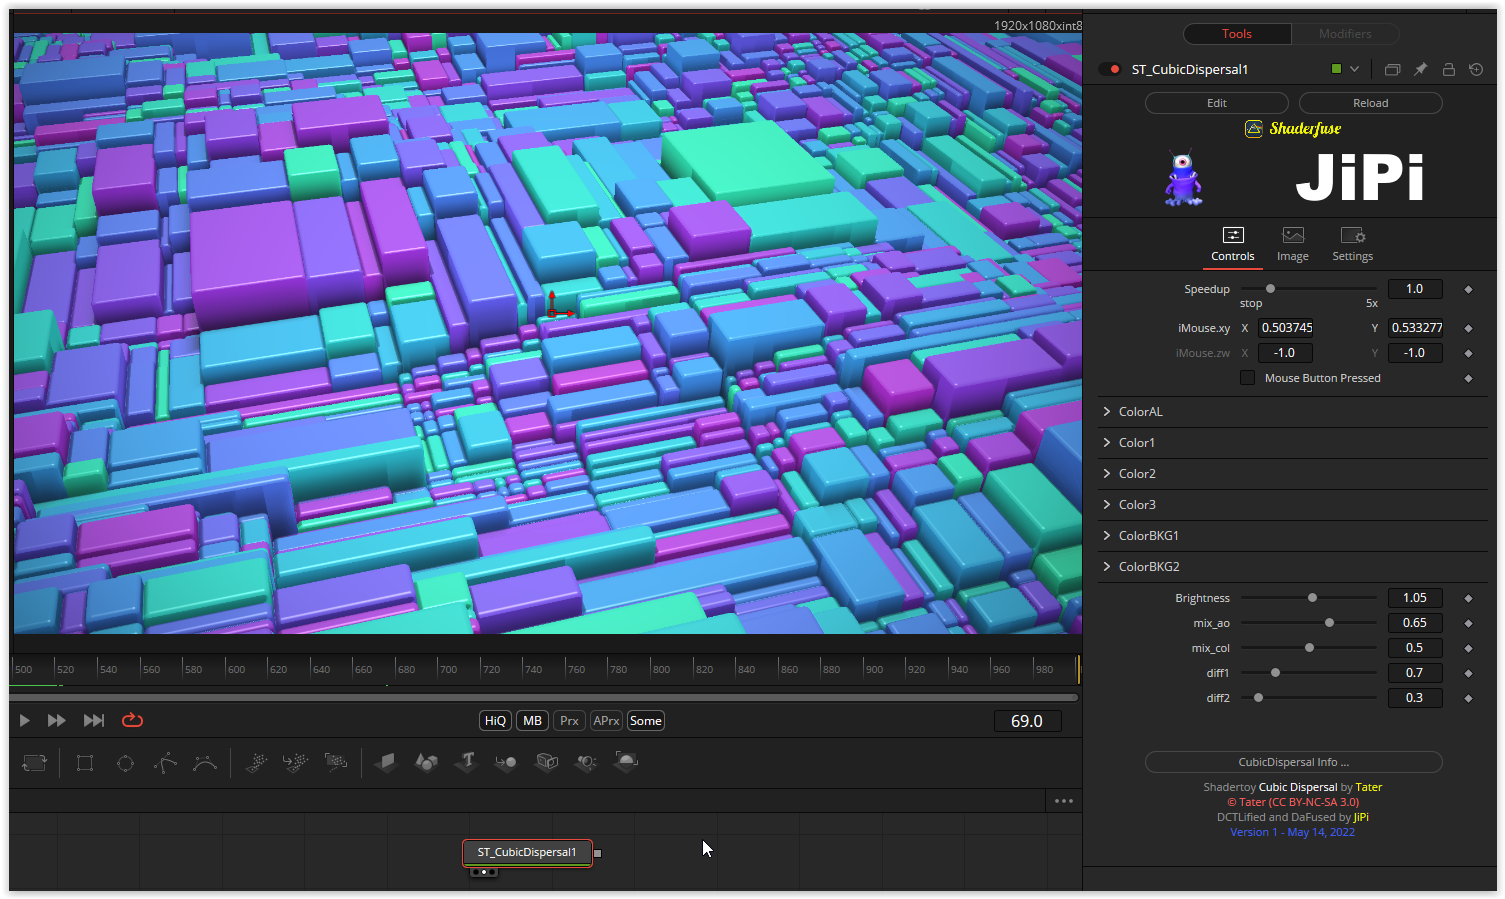 1920x1080xint8
Tools
Modifiers
ST_CubicDispersal1
Edit
Reload
Shaderfuse
JiPi
Controls
Image
Settings
Speedup
1.0
stop
5x
iMouse.xy X 0.503745 Y 0.533277
iMouse.zw X -1.0 Y -1.0
Mouse Button Pressed
ColorAL
Color1
Color2
Color3
ColorBKG1
ColorBKG2
Brightness 1.05
mix_ao 0.65
mix_col 0.5
diff1 0.7
diff2 0.3
CubicDispersal Info ...
Shadertoy Cubic Dispersal by Tater
© Tater (CC BY-NC-SA 3.0)
DCTLified and DaFused by JiPi
Version 1 - May 14, 2022
500 520 540 560 580 600 620 640 660 680 700 720 740 760 780 800 820 840 860 880 900 920 940 960 980
HiQ MB Prx APrx Some
69.0
ST_CubicDispersal1